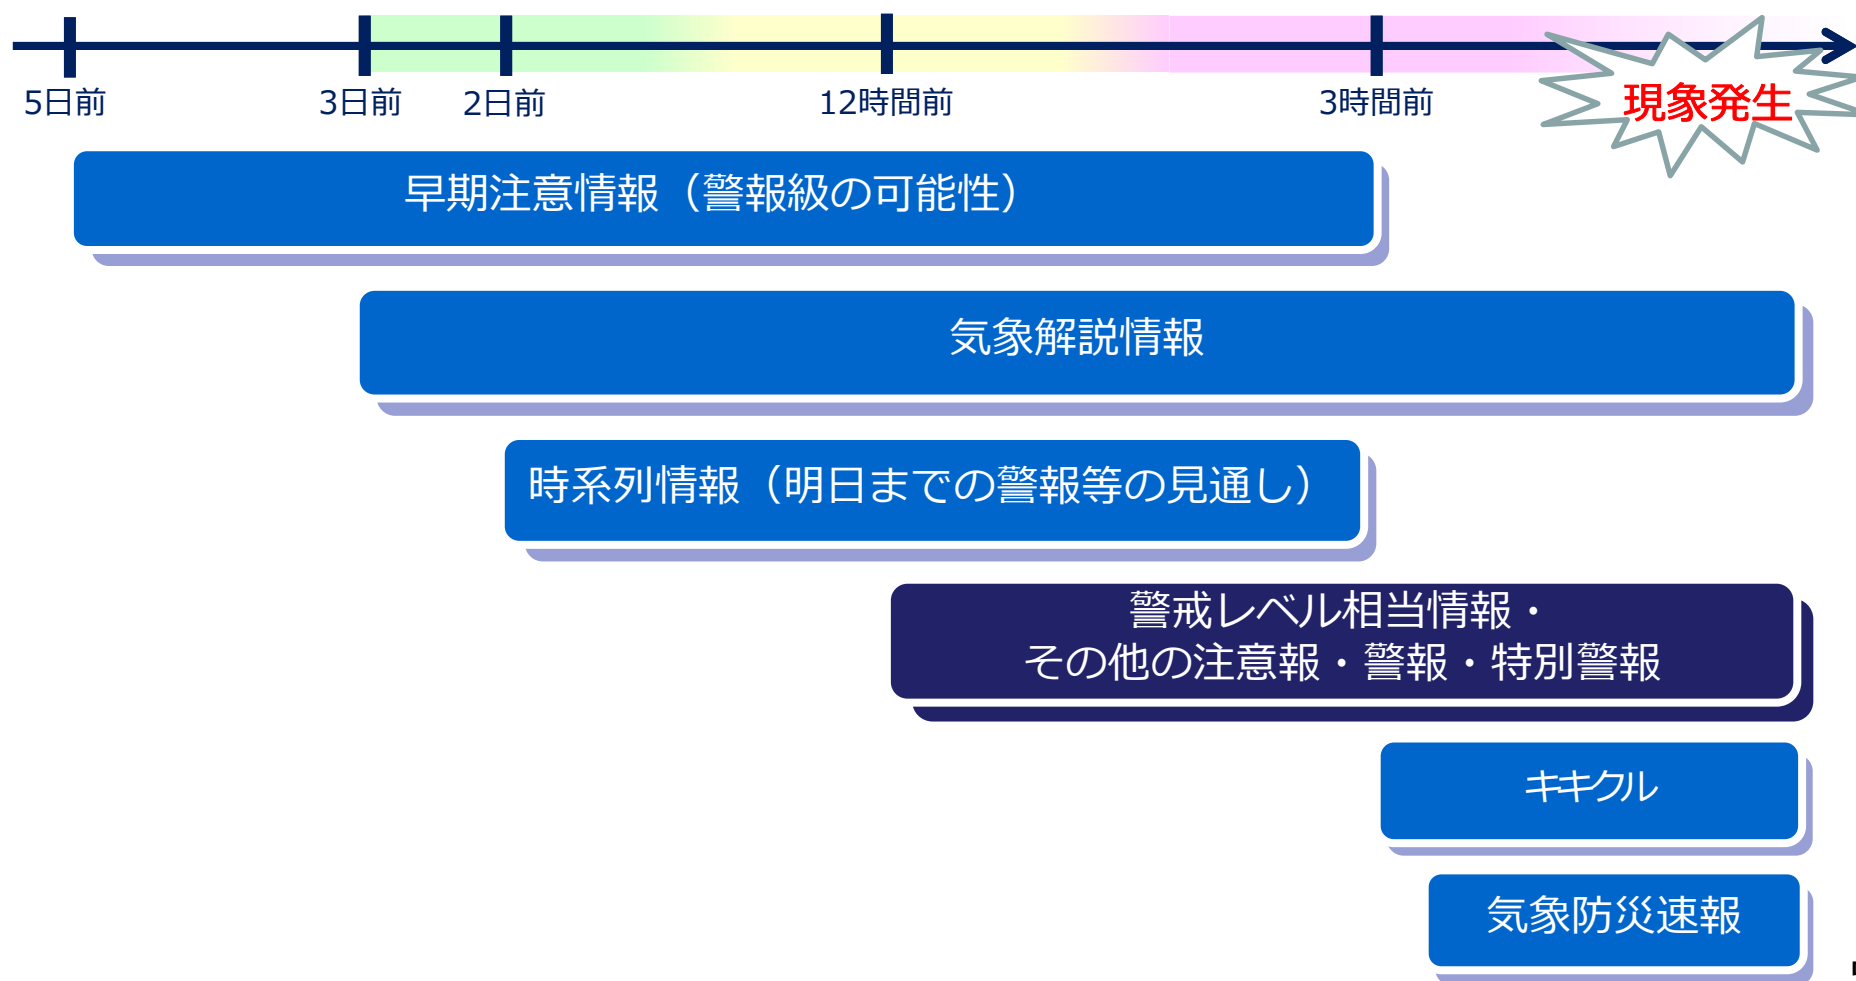 5日前
3日前
2日前
12時間前
3時間前
現象発生
早期注意情報（警報級の可能性）
気象解説情報
時系列情報（明日までの警報等の見通し）
警戒レベル相当情報・
その他の注意報・警報・特別警報
キキクル
気象防災速報